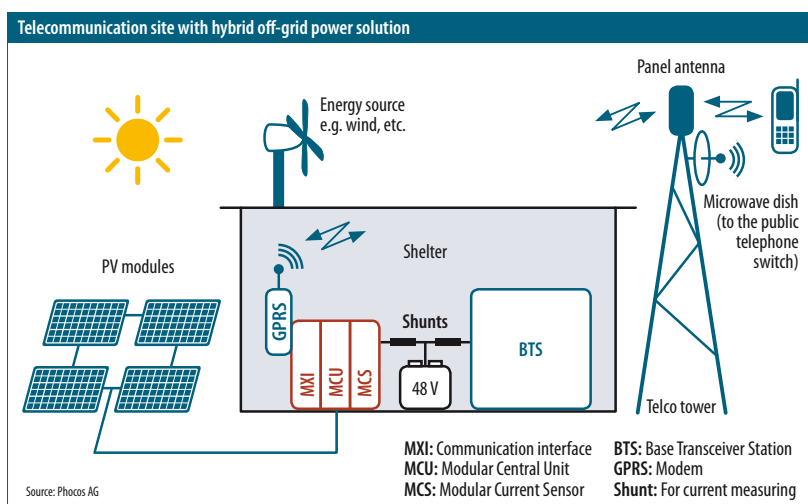 Telecommunication site with hybrid off-grid power solution
Panel antenna
Energy source
e.g. wind, etc.
Microwave dish
(to the public
telephone
switch)
PV modules
Shelter
GPRS
Shunts
MXI
MCU
MCS
48 V
BTS
Telco tower
MXI: Communication interface
MCU: Modular Central Unit
MCS: Modular Current Sensor
BTS: Base Transceiver Station
GPRS: Modem
Shunt: For current measuring
Source: Phocos AG